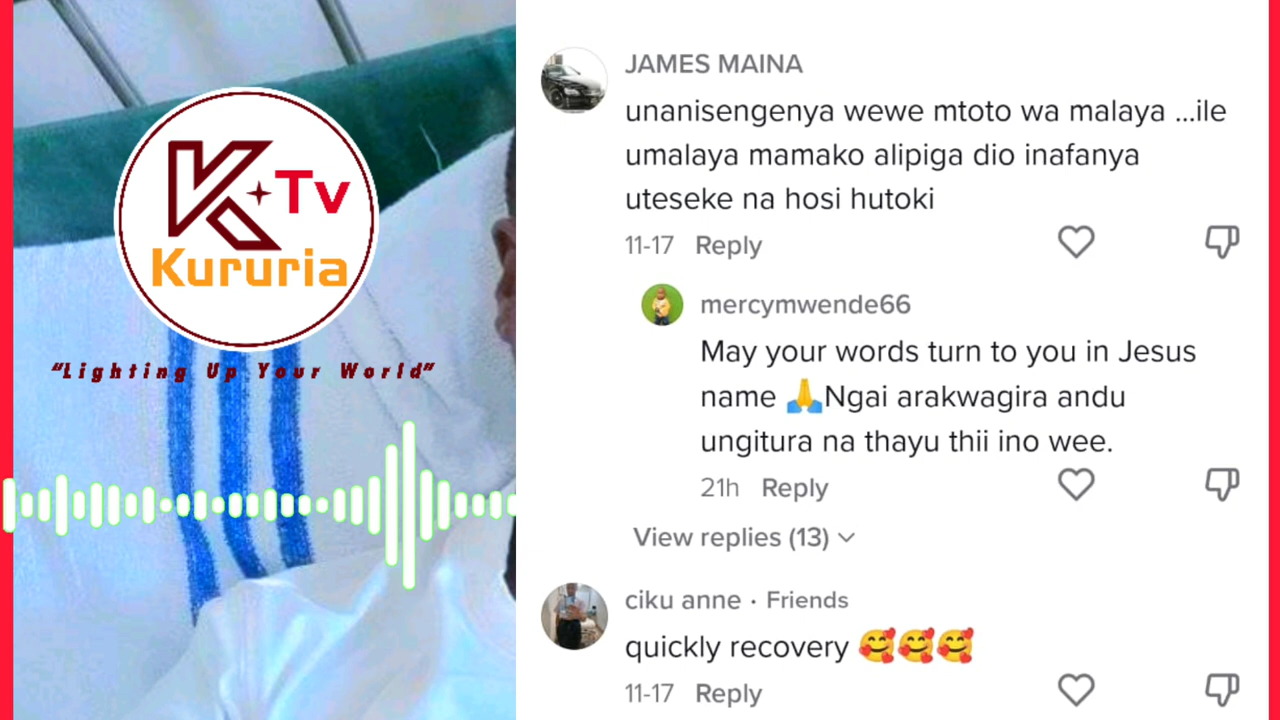 K Tv
Kururia
"Lighting Up Your World"
JAMES MAINA
unanisengenya wewe mtoto wa malaya ...ile
umalaya mamako alipiga dio inafanya
uteseke na hosi hutoki
11-17 Reply
mercymwende66
May your words turn to you in Jesus
name 🙏Ngai arakwagira andu
ungitura na thayu thii ino wee.
21h Reply
View replies (13)
ciku anne · Friends
quickly recovery 🥰🥰🥰
11-17 Reply